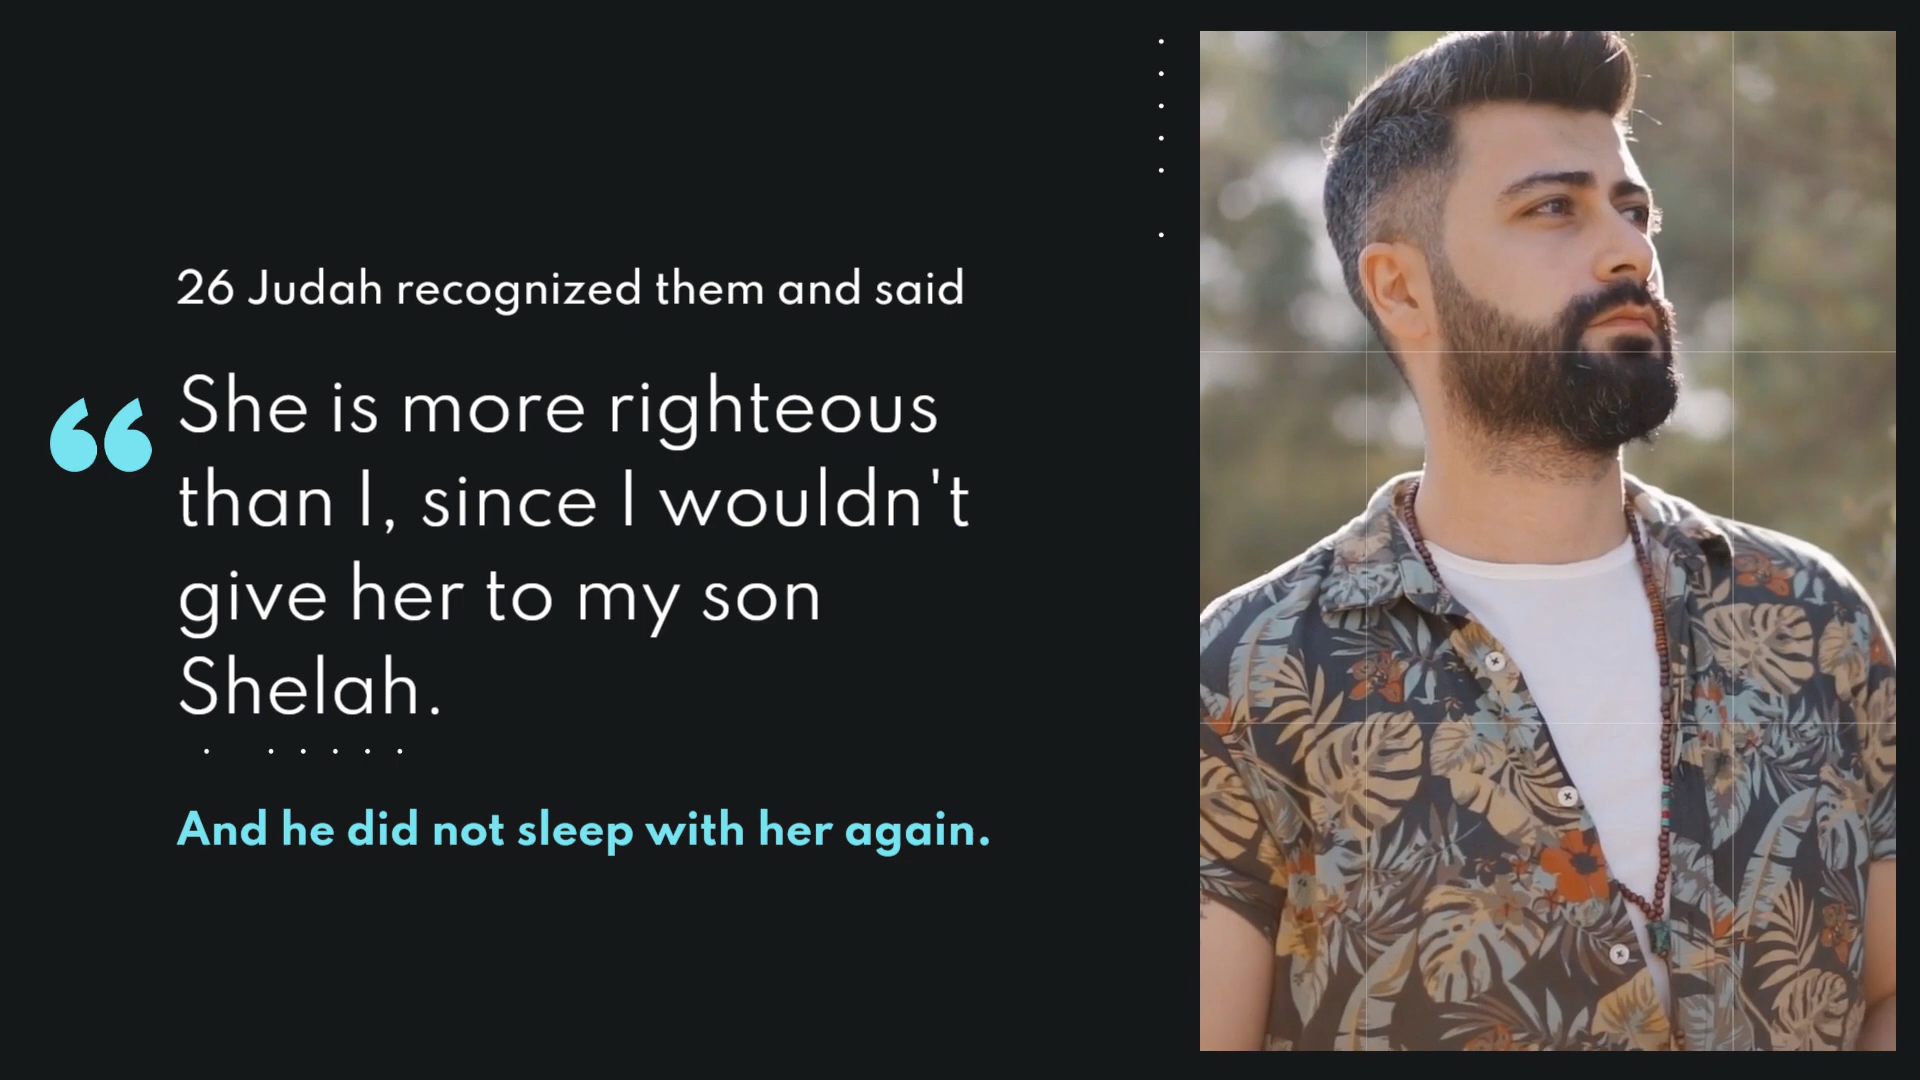 26 Judah recognized them and said
“
She is more righteous
than I, since I wouldn't
give her to my son
Shelah.
And he did not sleep with her again.